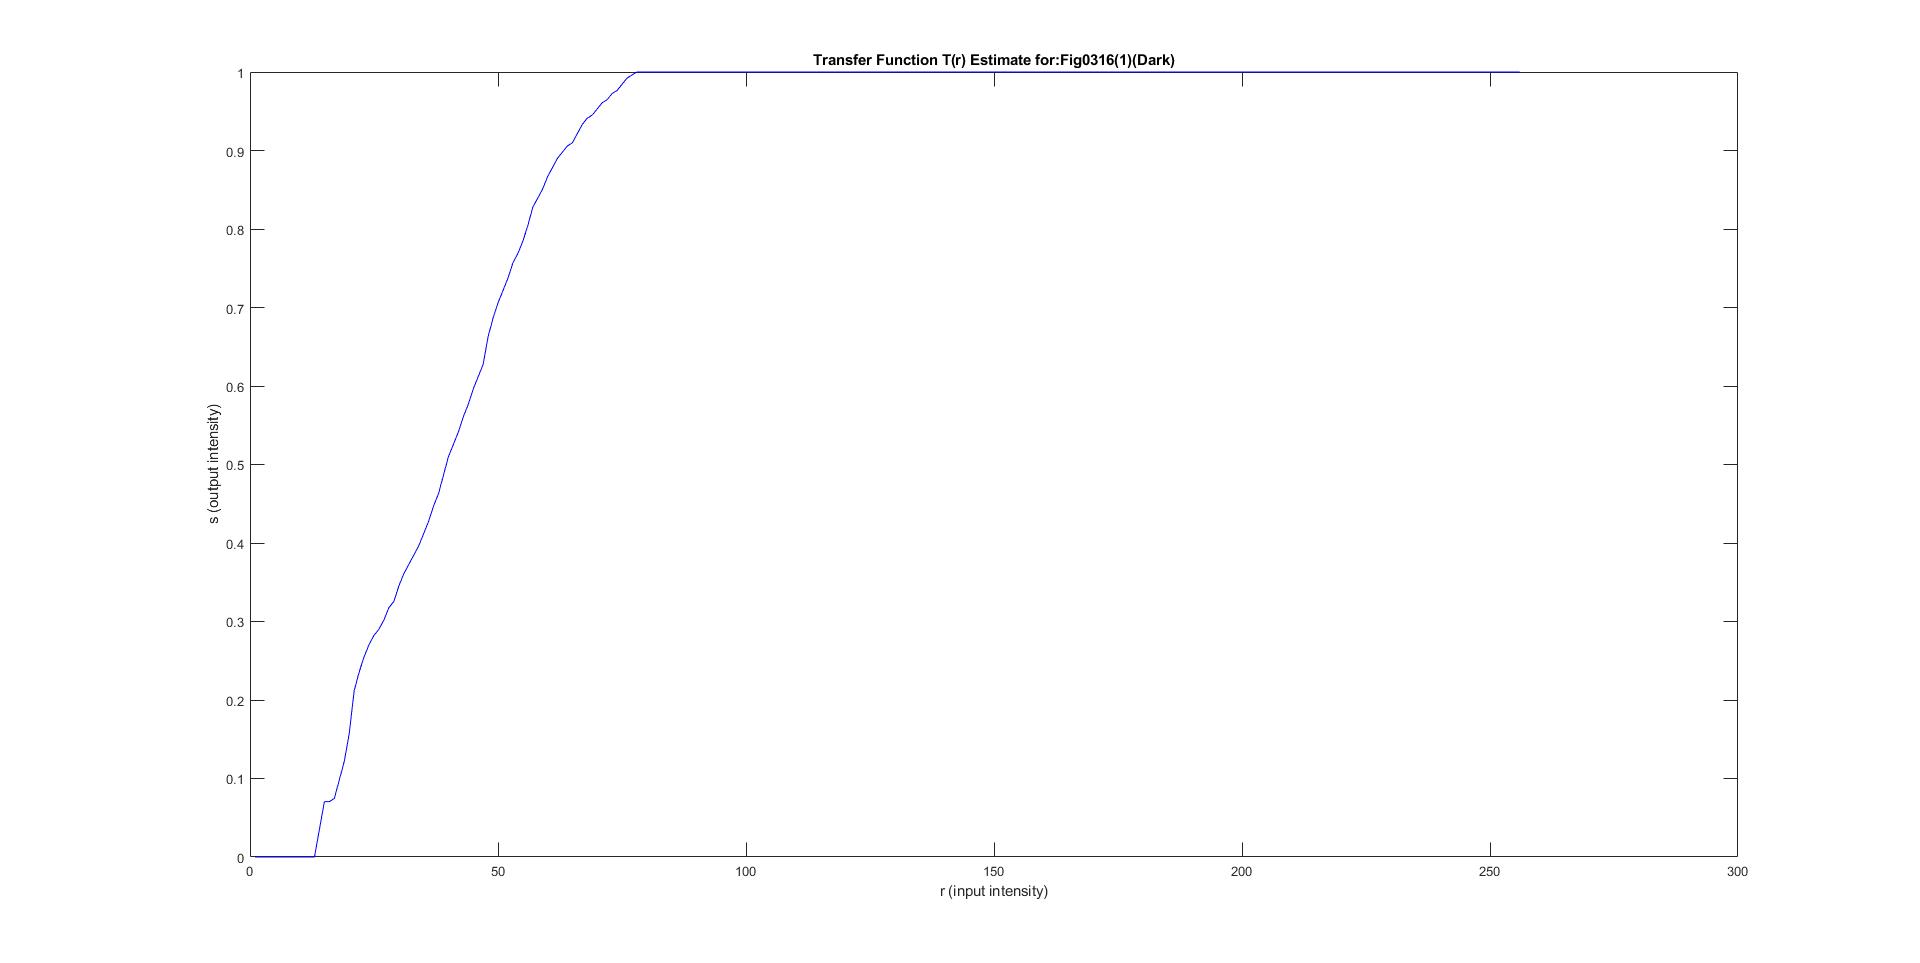 Transfer Function T(r) Estimate for:Fig0316(1)(Dark)
1
0.9
0.8
0.7
0.6
0.5
0.4
0.3
0.2
0.1
0
s (output intensity)
0 50 100 150 200 250 300
r (input intensity)